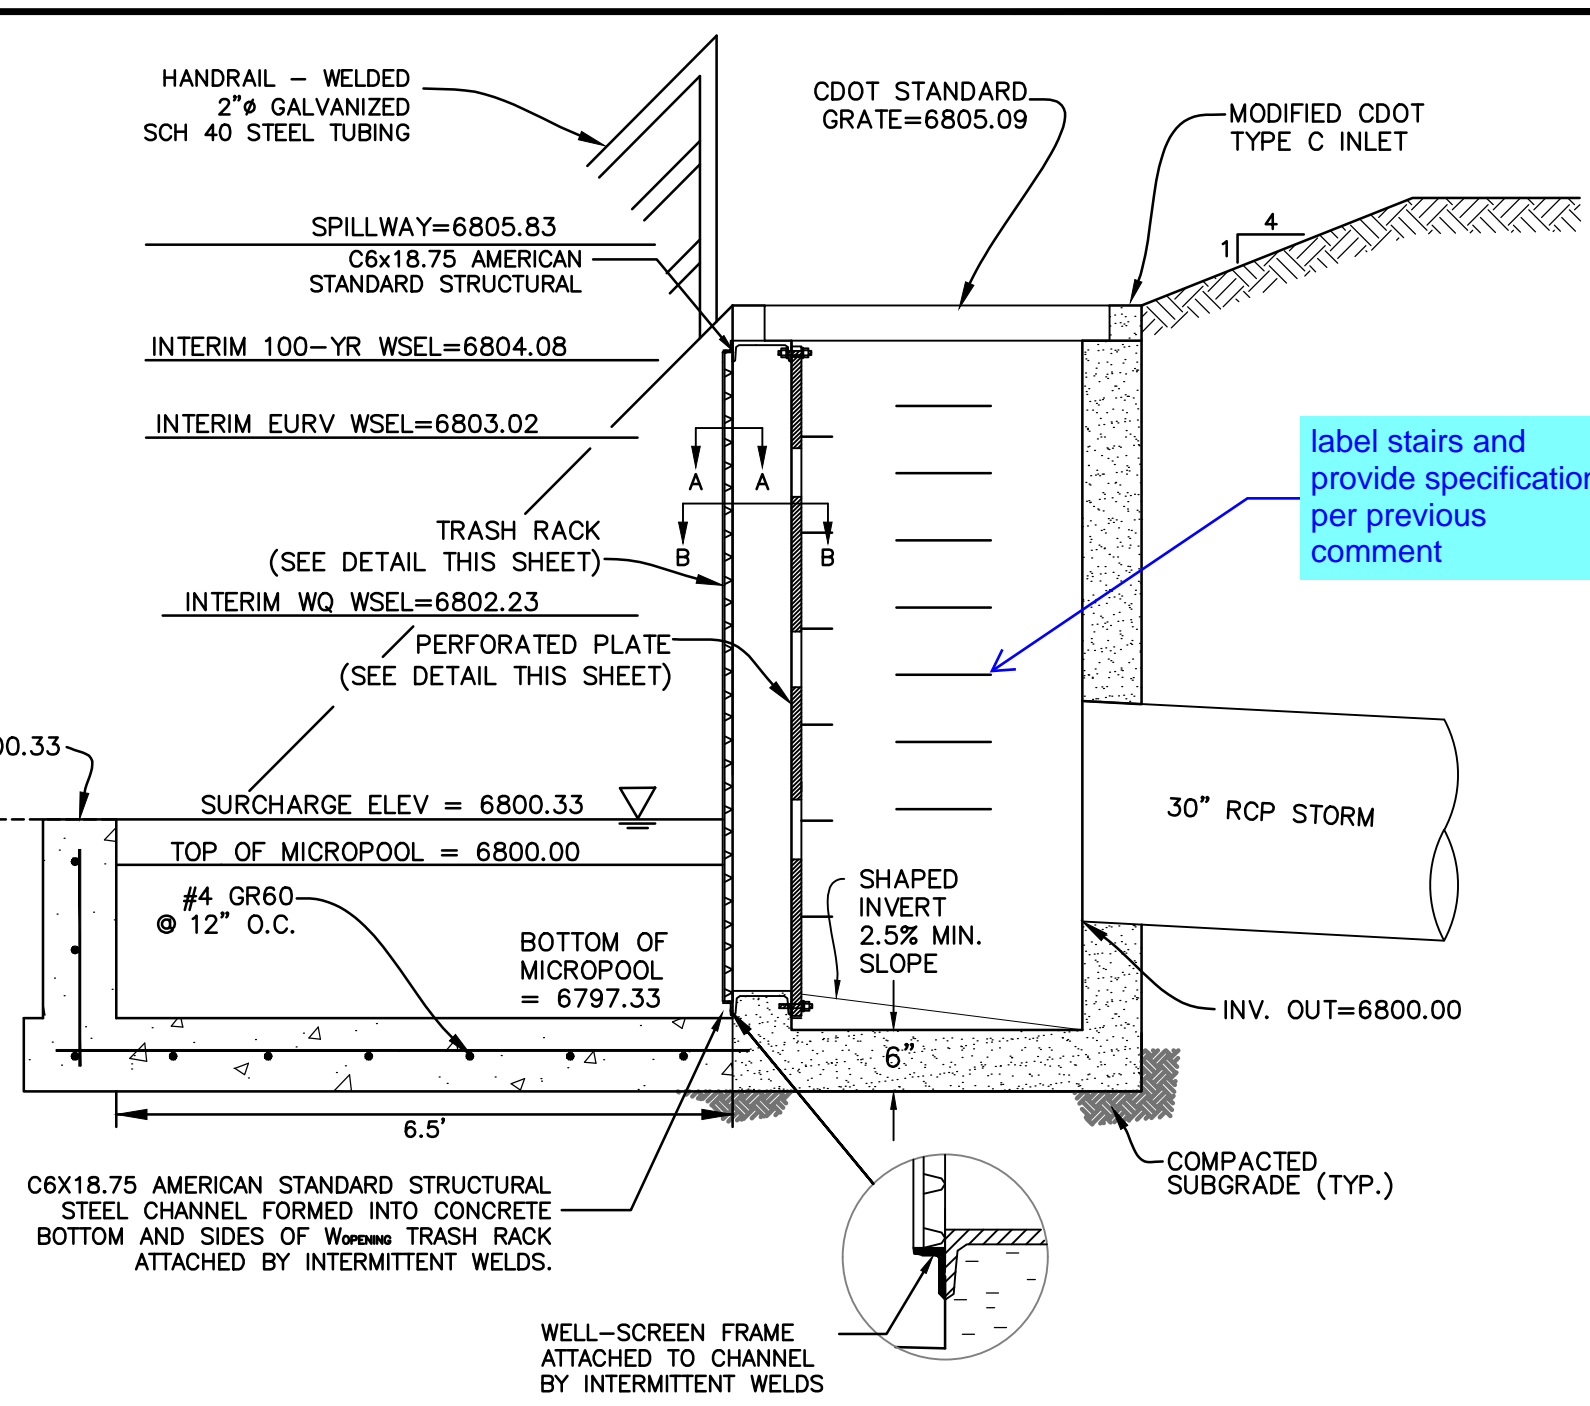 HANDRAIL – WELDED
2"ø GALVANIZED
SCH 40 STEEL TUBING
CDOT STANDARD
GRATE=6805.09
MODIFIED CDOT
TYPE C INLET
SPILLWAY=6805.83
C6x18.75 AMERICAN
STANDARD STRUCTURAL
4
1
INTERIM 100–YR WSEL=6804.08
INTERIM EURV WSEL=6803.02
label stairs and
provide specification
per previous
comment
A A
TRASH RACK
(SEE DETAIL THIS SHEET)
B B
INTERIM WQ WSEL=6802.23
PERFORATED PLATE
(SEE DETAIL THIS SHEET)
00.33
SURCHARGE ELEV = 6800.33
30" RCP STORM
TOP OF MICROPOOL = 6800.00
#4 GR60
@ 12" O.C.
SHAPED
INVERT
2.5% MIN.
SLOPE
BOTTOM OF
MICROPOOL
= 6797.33
INV. OUT=6800.00
6"
6.5'
COMPACTED
SUBGRADE (TYP.)
C6X18.75 AMERICAN STANDARD STRUCTURAL
STEEL CHANNEL FORMED INTO CONCRETE
BOTTOM AND SIDES OF WOPENING TRASH RACK
ATTACHED BY INTERMITTENT WELDS.
WELL–SCREEN FRAME
ATTACHED TO CHANNEL
BY INTERMITTENT WELDS